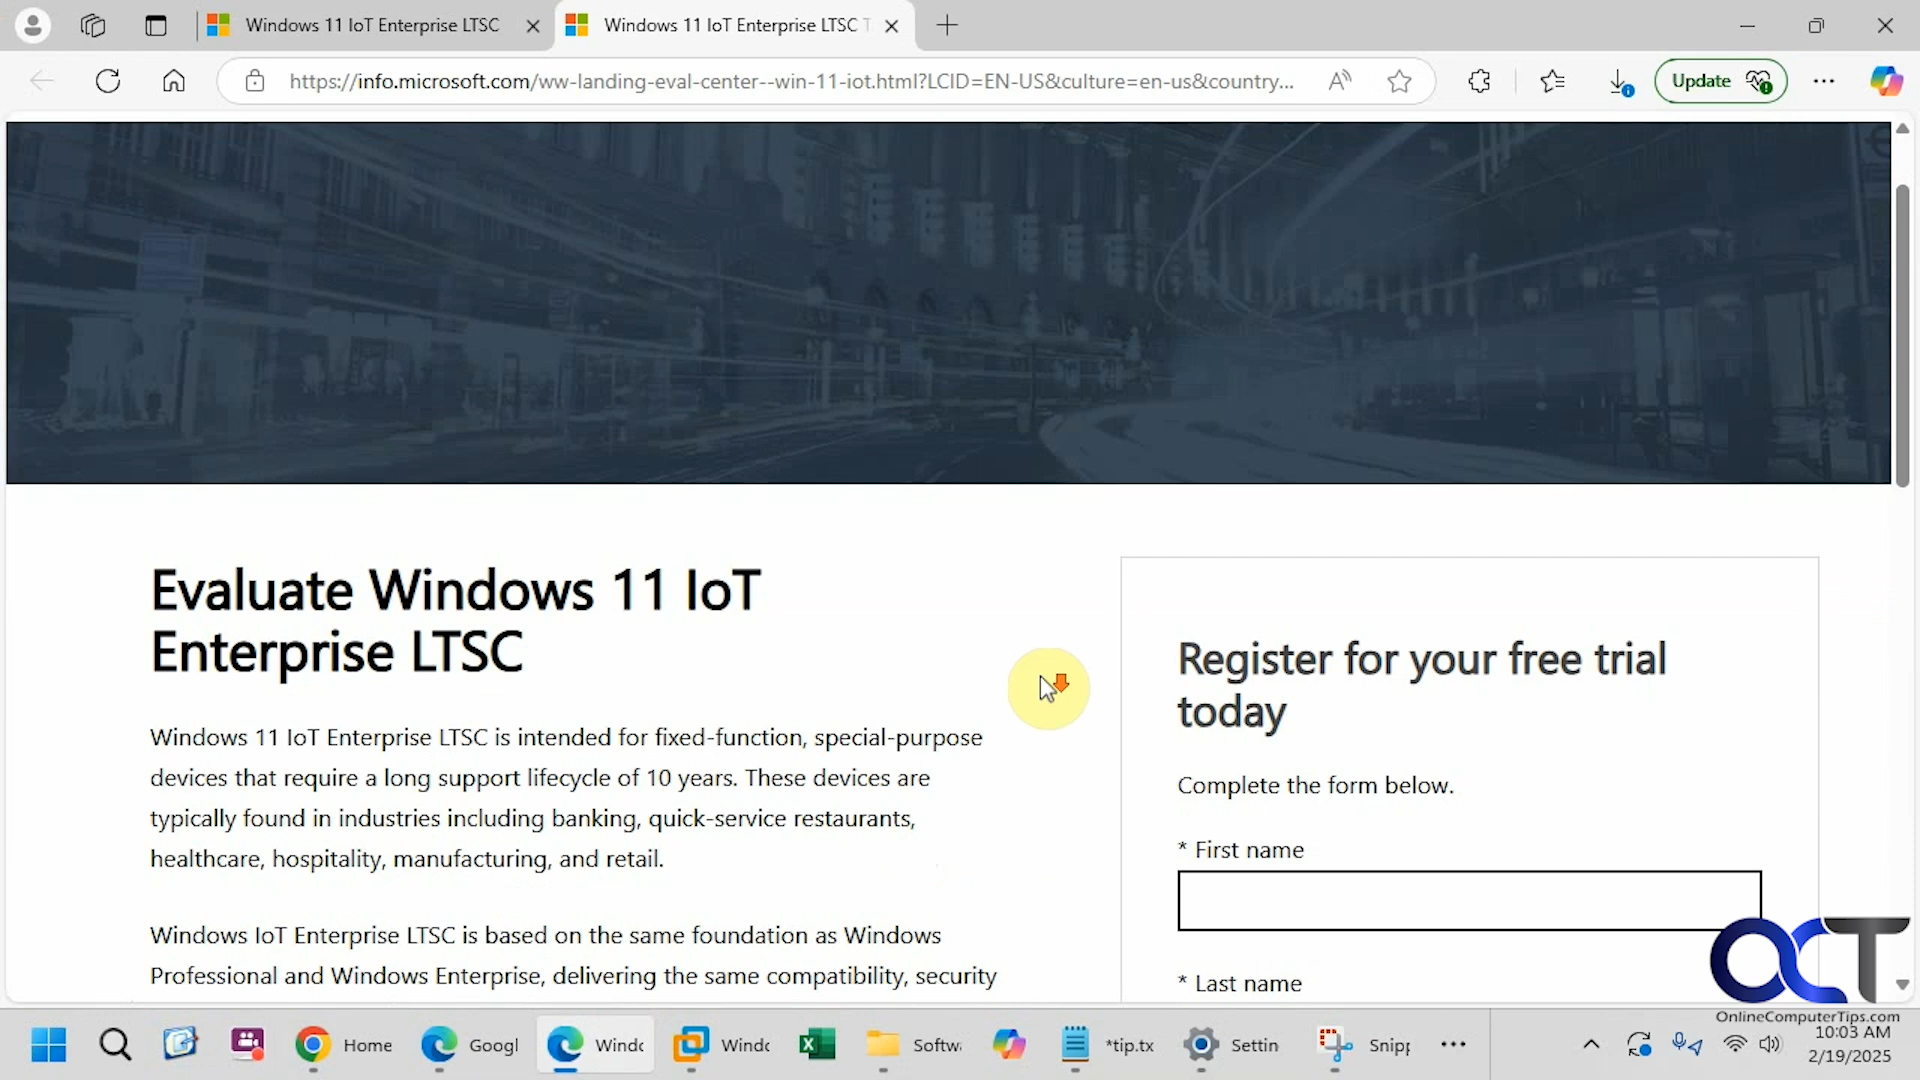 Windows 11 IoT Enterprise LTSC
Windows 11 IoT Enterprise LTSC T
https://info.microsoft.com/ww-landing-eval-center--win-11-iot.html?LCID=EN-US&culture=en-us&country...
Update
Evaluate Windows 11 IoT
Enterprise LTSC
Windows 11 IoT Enterprise LTSC is intended for fixed-function, special-purpose
devices that require a long support lifecycle of 10 years. These devices are
typically found in industries including banking, quick-service restaurants,
healthcare, hospitality, manufacturing, and retail.
Windows IoT Enterprise LTSC is based on the same foundation as Windows
Professional and Windows Enterprise, delivering the same compatibility, security
Register for your free trial
today
Complete the form below.
* First name
* Last name
OCT
OnlineComputerTips.com
Home
Googl
Windo
Windo
Softwa
*tip.tx
Settin
Snipp
10:03 AM
2/19/2025